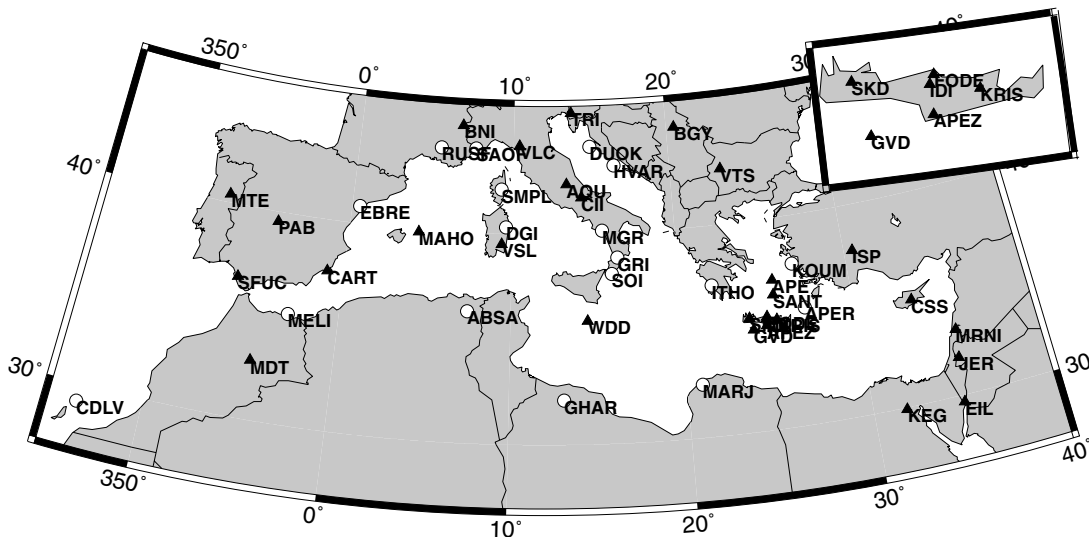 350°
0°
10°
20°
30°
40°
40°
40°
30°
30°
350°
0°
10°
20°
30°
40°
FODE
SKD
IDI
KRIS
APEZ
GVD
TRI
BNI
BGY
RUSF
SAOF
VLC
DUOK
HVAR
VTS
MTE
SMPL
AQU
CII
EBRE
PAB
MAHO
DGI
VSL
MGR
ISP
GRI
KOUM
SFUC
CART
SOI
ITHO
APE
SANT
CSS
MELI
ABSA
WDD
APER
GVD
APEZ
MRNI
MDT
JER
CDLV
GHAR
MARJ
KEG
EIL